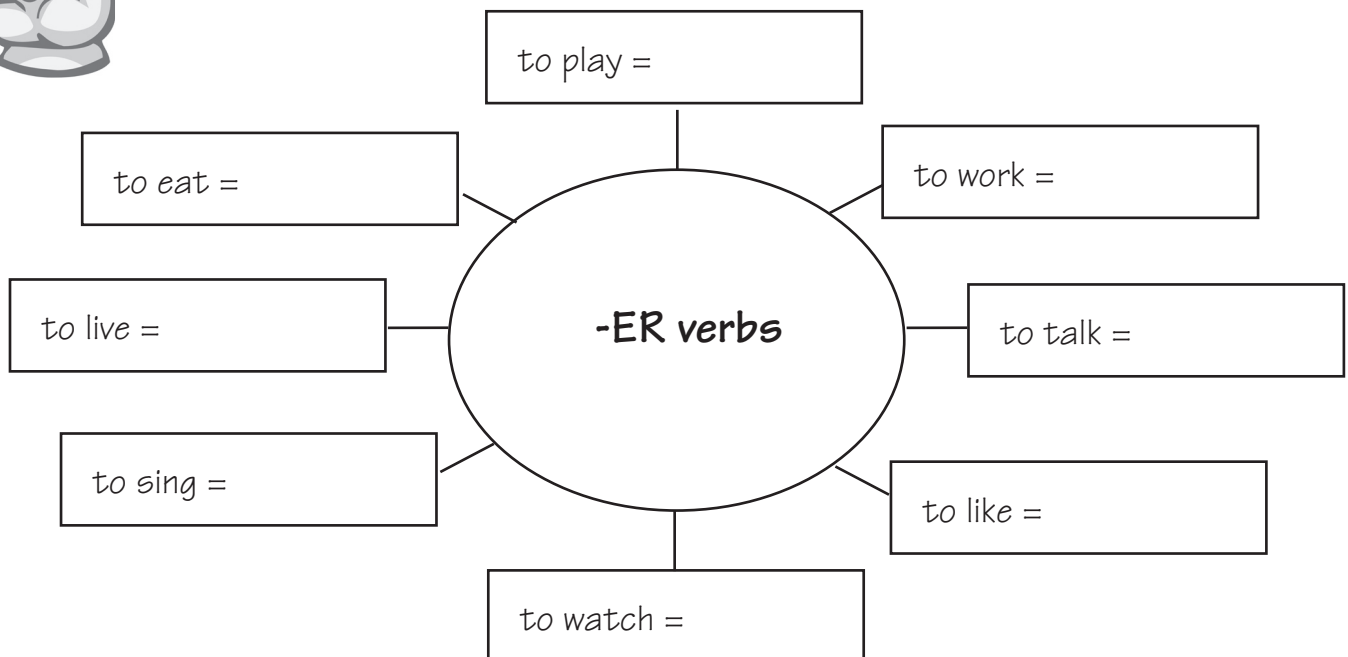 to play =
to eat =
to work =
to live =
-ER verbs
to talk =
to sing =
to like =
to watch =